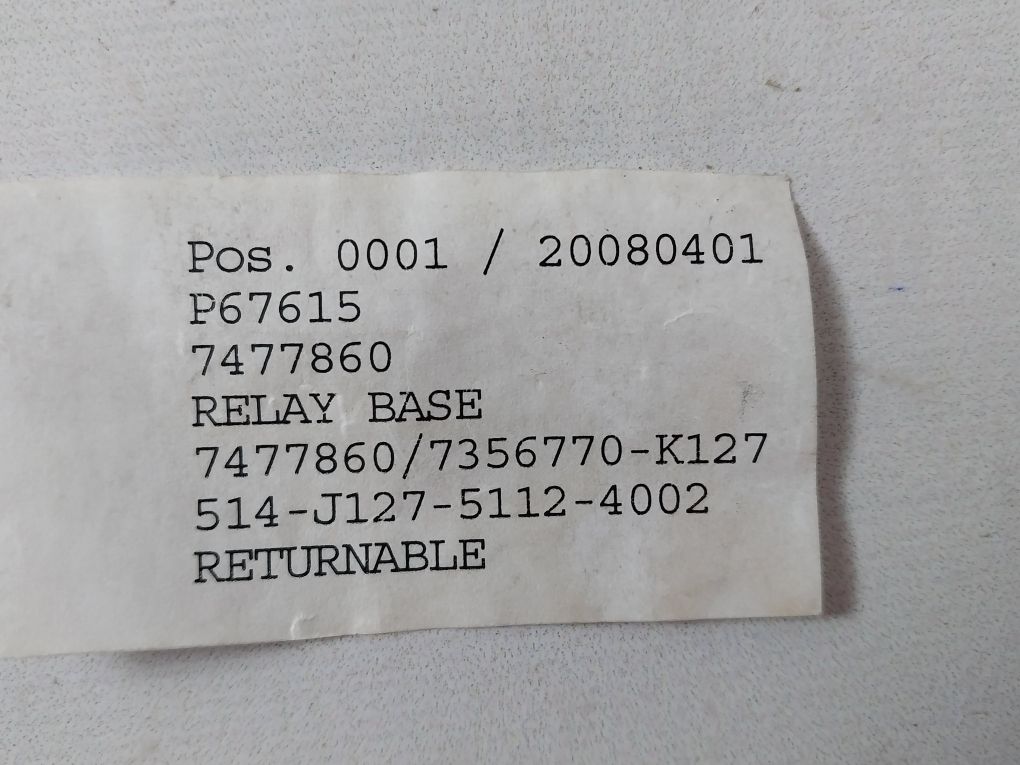 Pos. 0001 / 20080401
P67615
7477860
RELAY BASE
7477860/7356770-K127
514-J127-5112-4002
RETURNABLE